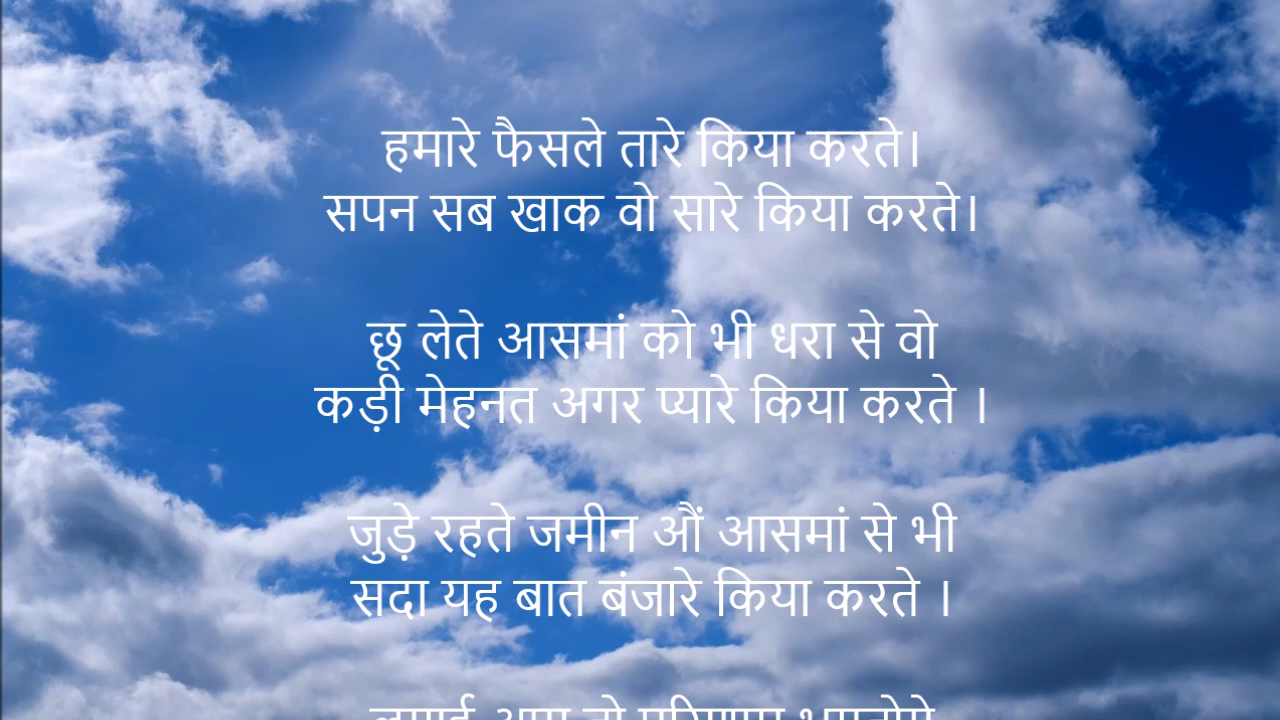 हमारे फैसले तारे किया करते।
सपन सब खाक वो सारे किया करते।
छू लेते आसमां को भी धरा से वो
कड़ी मेहनत अगर प्यारे किया करते ।
जुड़े रहते जमीन औं आसमां से भी
सदा यह बात बंजारे किया करते ।